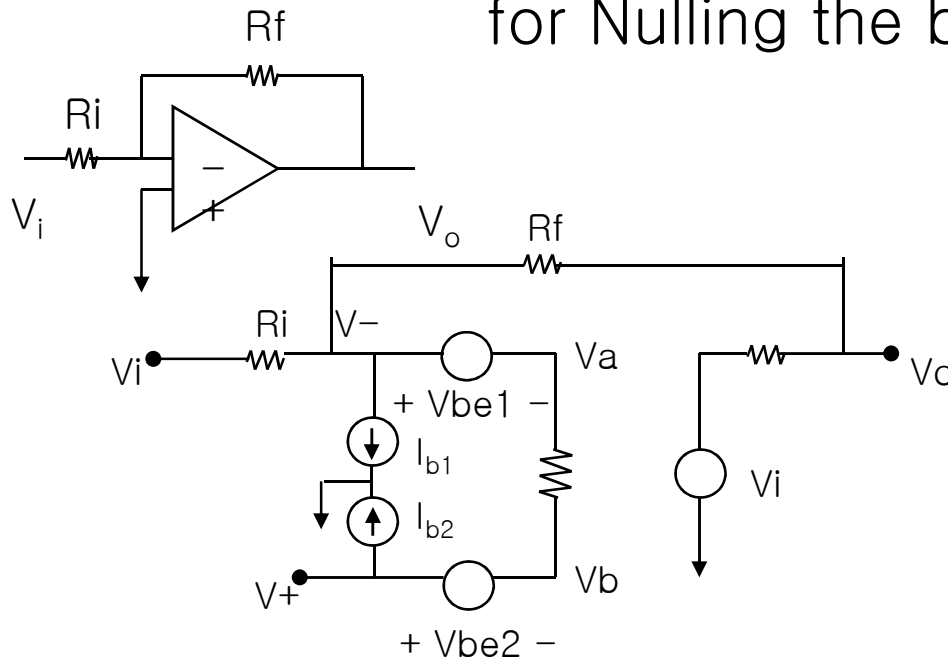 for Nulling the b
Rf
Ri
−
+
Vi
Vo
Rf
Ri
V−
Vi
Va
Vo
+ Vbe1 −
Ib1
Vi
Ib2
Vb
V+
+ Vbe2 −